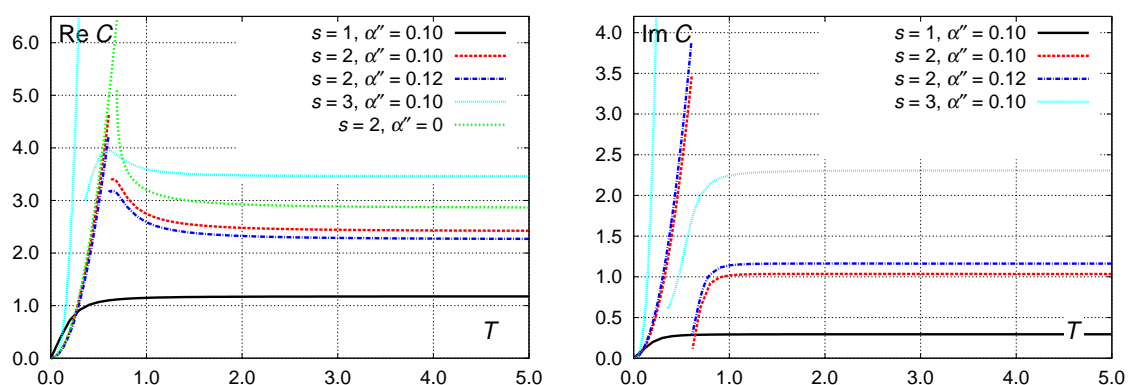 Re C
s = 1, α″ = 0.10
s = 2, α″ = 0.10
s = 2, α″ = 0.12
s = 3, α″ = 0.10
s = 2, α″ = 0
6.0
5.0
4.0
3.0
2.0
1.0
0.0
T
0.0 1.0 2.0 3.0 4.0 5.0
Im C
s = 1, α″ = 0.10
s = 2, α″ = 0.10
s = 2, α″ = 0.12
s = 3, α″ = 0.10
4.0
3.5
3.0
2.5
2.0
1.5
1.0
0.5
0.0
T
0.0 1.0 2.0 3.0 4.0 5.0